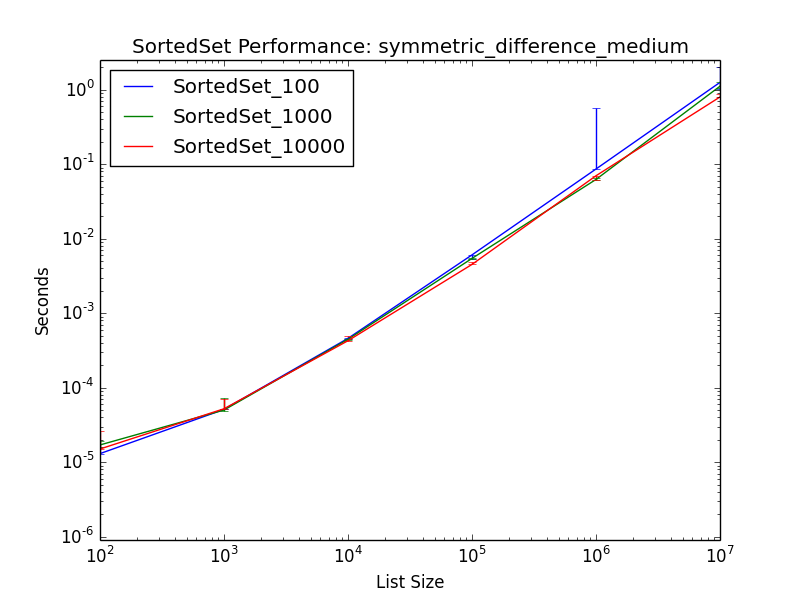 SortedSet Performance: symmetric_difference_medium
SortedSet_100
SortedSet_1000
SortedSet_10000
10^0
10^-1
10^-2
10^-3
10^-4
10^-5
10^-6
Seconds
10^2 10^3 10^4 10^5 10^6 10^7
List Size